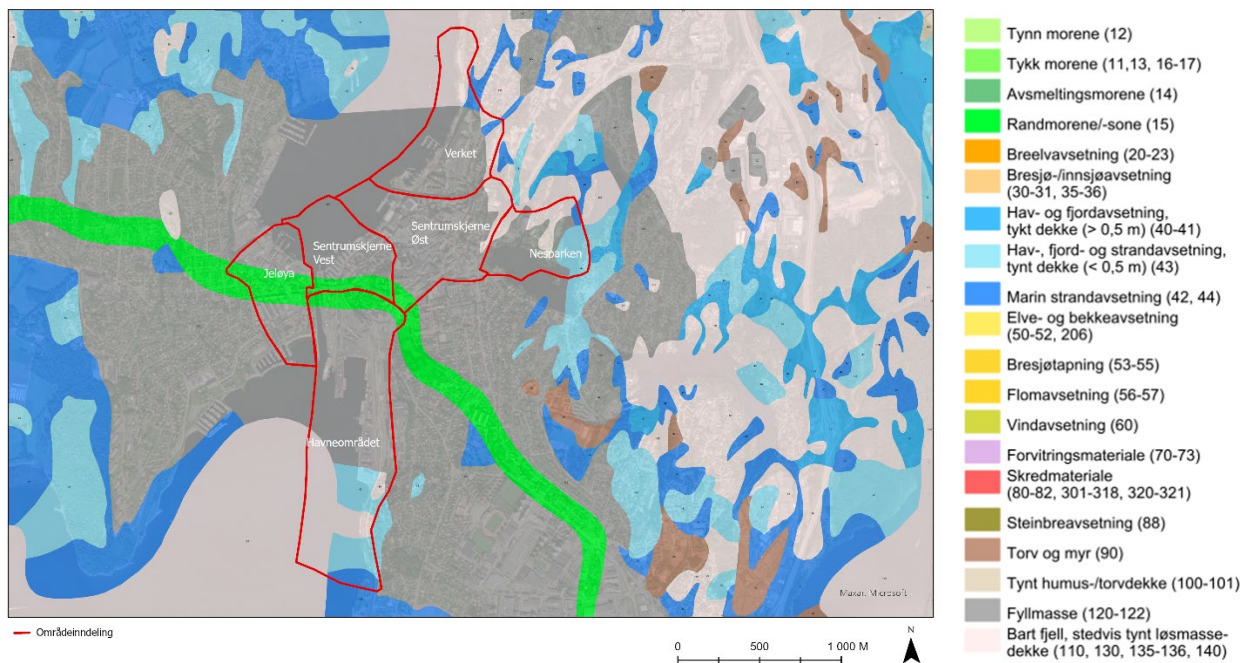 Verket
Sentrumskjerne
Øst
Sentrumskjerne
Vest
Nesparken
Jeløya
Havneområdet
Maxar, Microsoft
Områdeinndeling
0 500 1 000 M
N
Tynn morene (12)
Tykk morene (11,13, 16-17)
Avsmeltingsmorene (14)
Randmorene/-sone (15)
Breelvavsetning (20-23)
Bresjø-/innsjøavsetning
(30-31, 35-36)
Hav- og fjordavsetning,
tykt dekke (> 0,5 m) (40-41)
Hav-, fjord- og strandavsetning,
tynt dekke (< 0,5 m) (43)
Marin strandavsetning (42, 44)
Elve- og bekkeavsetning
(50-52, 206)
Bresjøtapning (53-55)
Flomavsetning (56-57)
Vindavsetning (60)
Forvitringsmateriale (70-73)
Skredmateriale
(80-82, 301-318, 320-321)
Steinbreavsetning (88)
Torv og myr (90)
Tynt humus-/torvdekke (100-101)
Fyllmasse (120-122)
Bart fjell, stedvis tynt løsmasse-
dekke (110, 130, 135-136, 140)